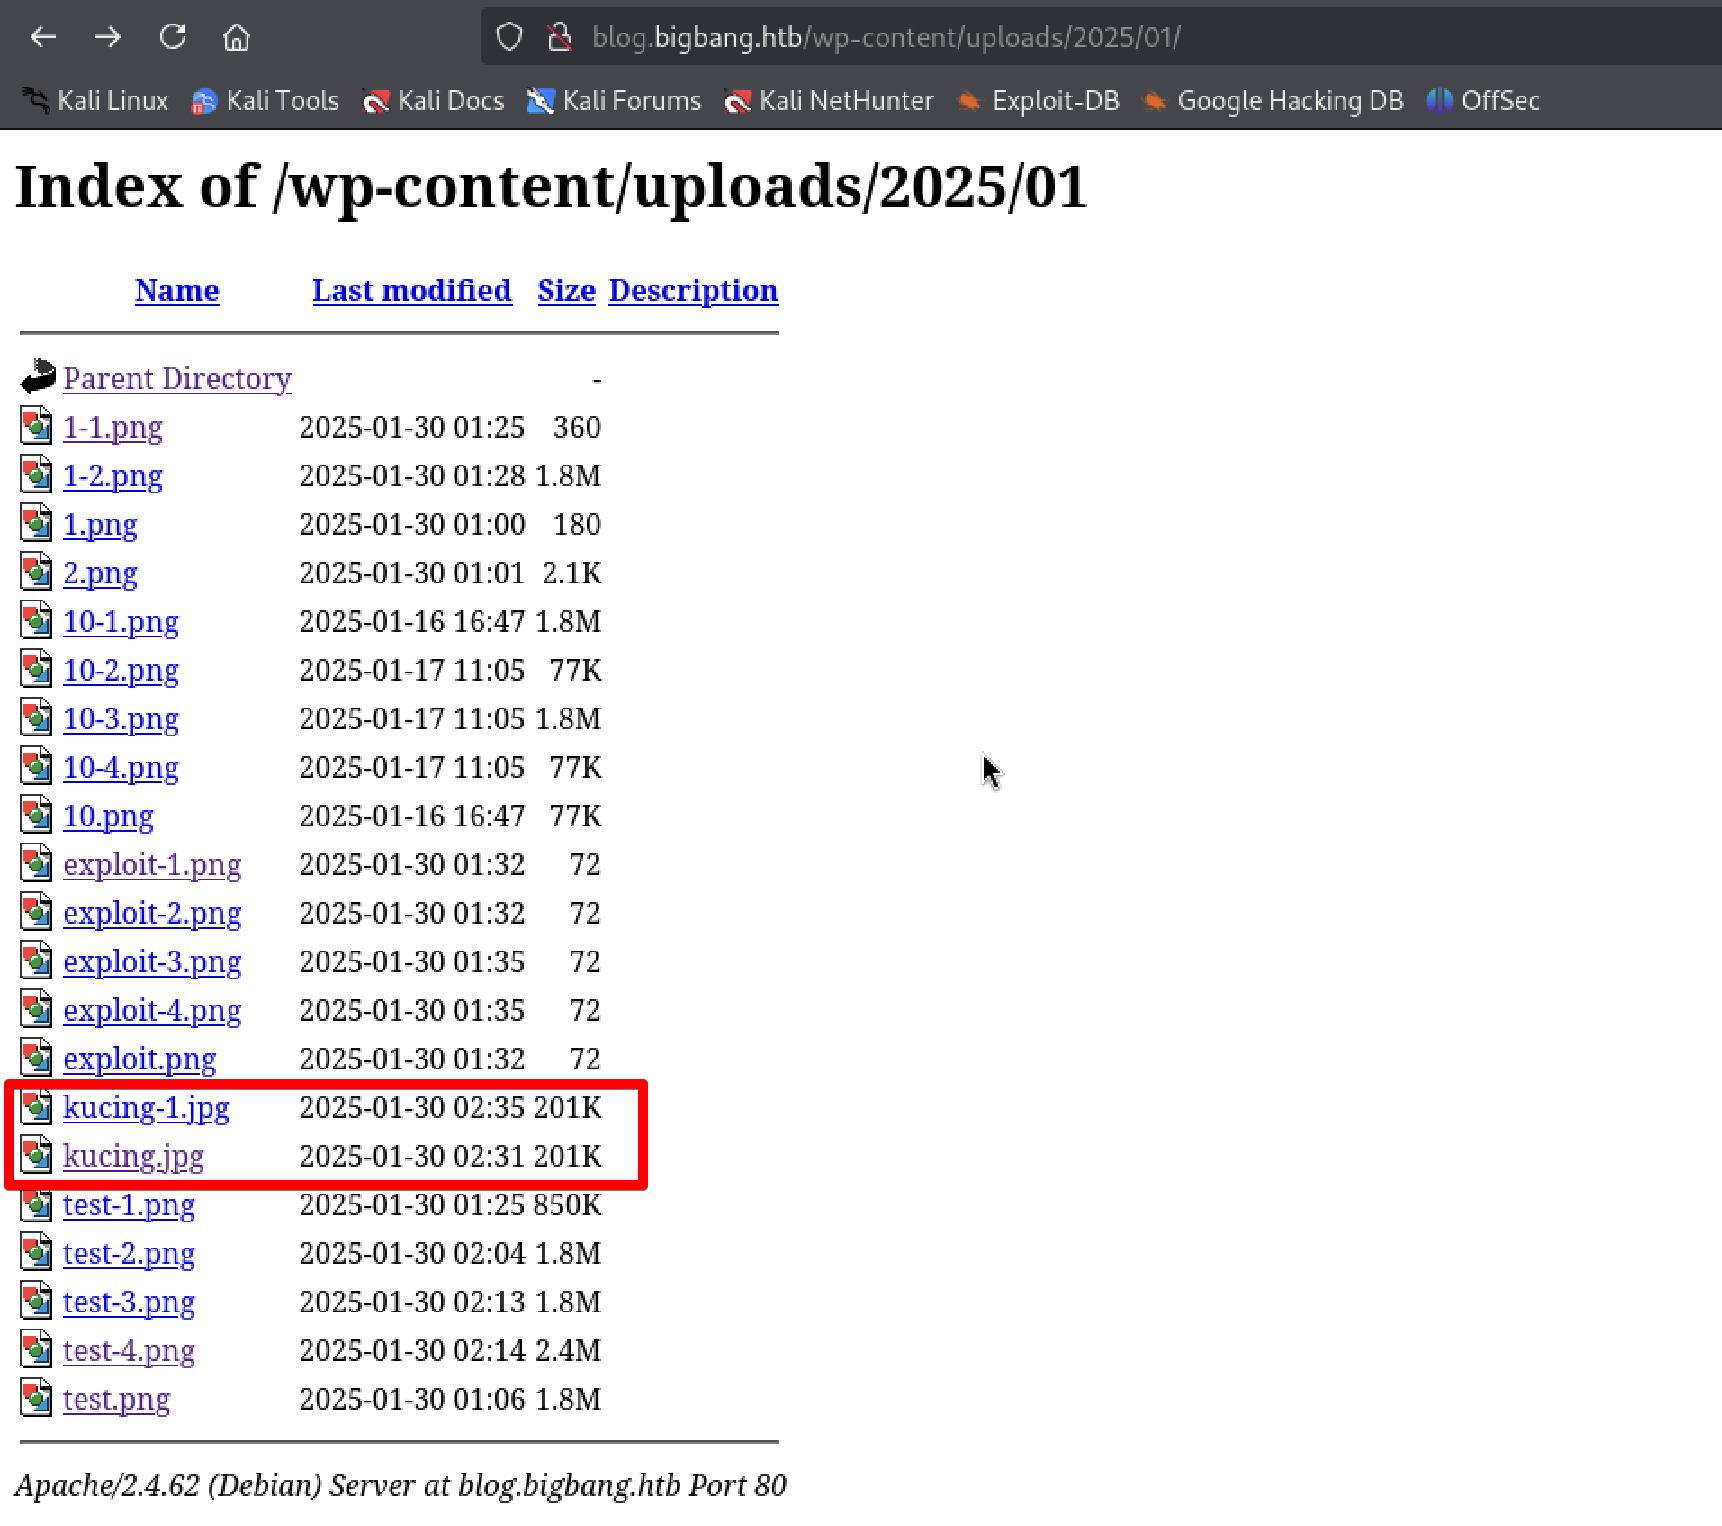 blog.bigbang.htb/wp-content/uploads/2025/01/
Kali Linux Kali Tools Kali Docs Kali Forums Kali NetHunter Exploit-DB Google Hacking DB OffSec
Index of /wp-content/uploads/2025/01
Name Last modified Size Description
Parent Directory -
1-1.png 2025-01-30 01:25 360
1-2.png 2025-01-30 01:28 1.8M
1.png 2025-01-30 01:00 180
2.png 2025-01-30 01:01 2.1K
10-1.png 2025-01-16 16:47 1.8M
10-2.png 2025-01-17 11:05 77K
10-3.png 2025-01-17 11:05 1.8M
10-4.png 2025-01-17 11:05 77K
10.png 2025-01-16 16:47 77K
exploit-1.png 2025-01-30 01:32 72
exploit-2.png 2025-01-30 01:32 72
exploit-3.png 2025-01-30 01:35 72
exploit-4.png 2025-01-30 01:35 72
exploit.png 2025-01-30 01:32 72
kucing-1.jpg 2025-01-30 02:35 201K
kucing.jpg 2025-01-30 02:31 201K
test-1.png 2025-01-30 01:25 850K
test-2.png 2025-01-30 02:04 1.8M
test-3.png 2025-01-30 02:13 1.8M
test-4.png 2025-01-30 02:14 2.4M
test.png 2025-01-30 01:06 1.8M
Apache/2.4.62 (Debian) Server at blog.bigbang.htb Port 80